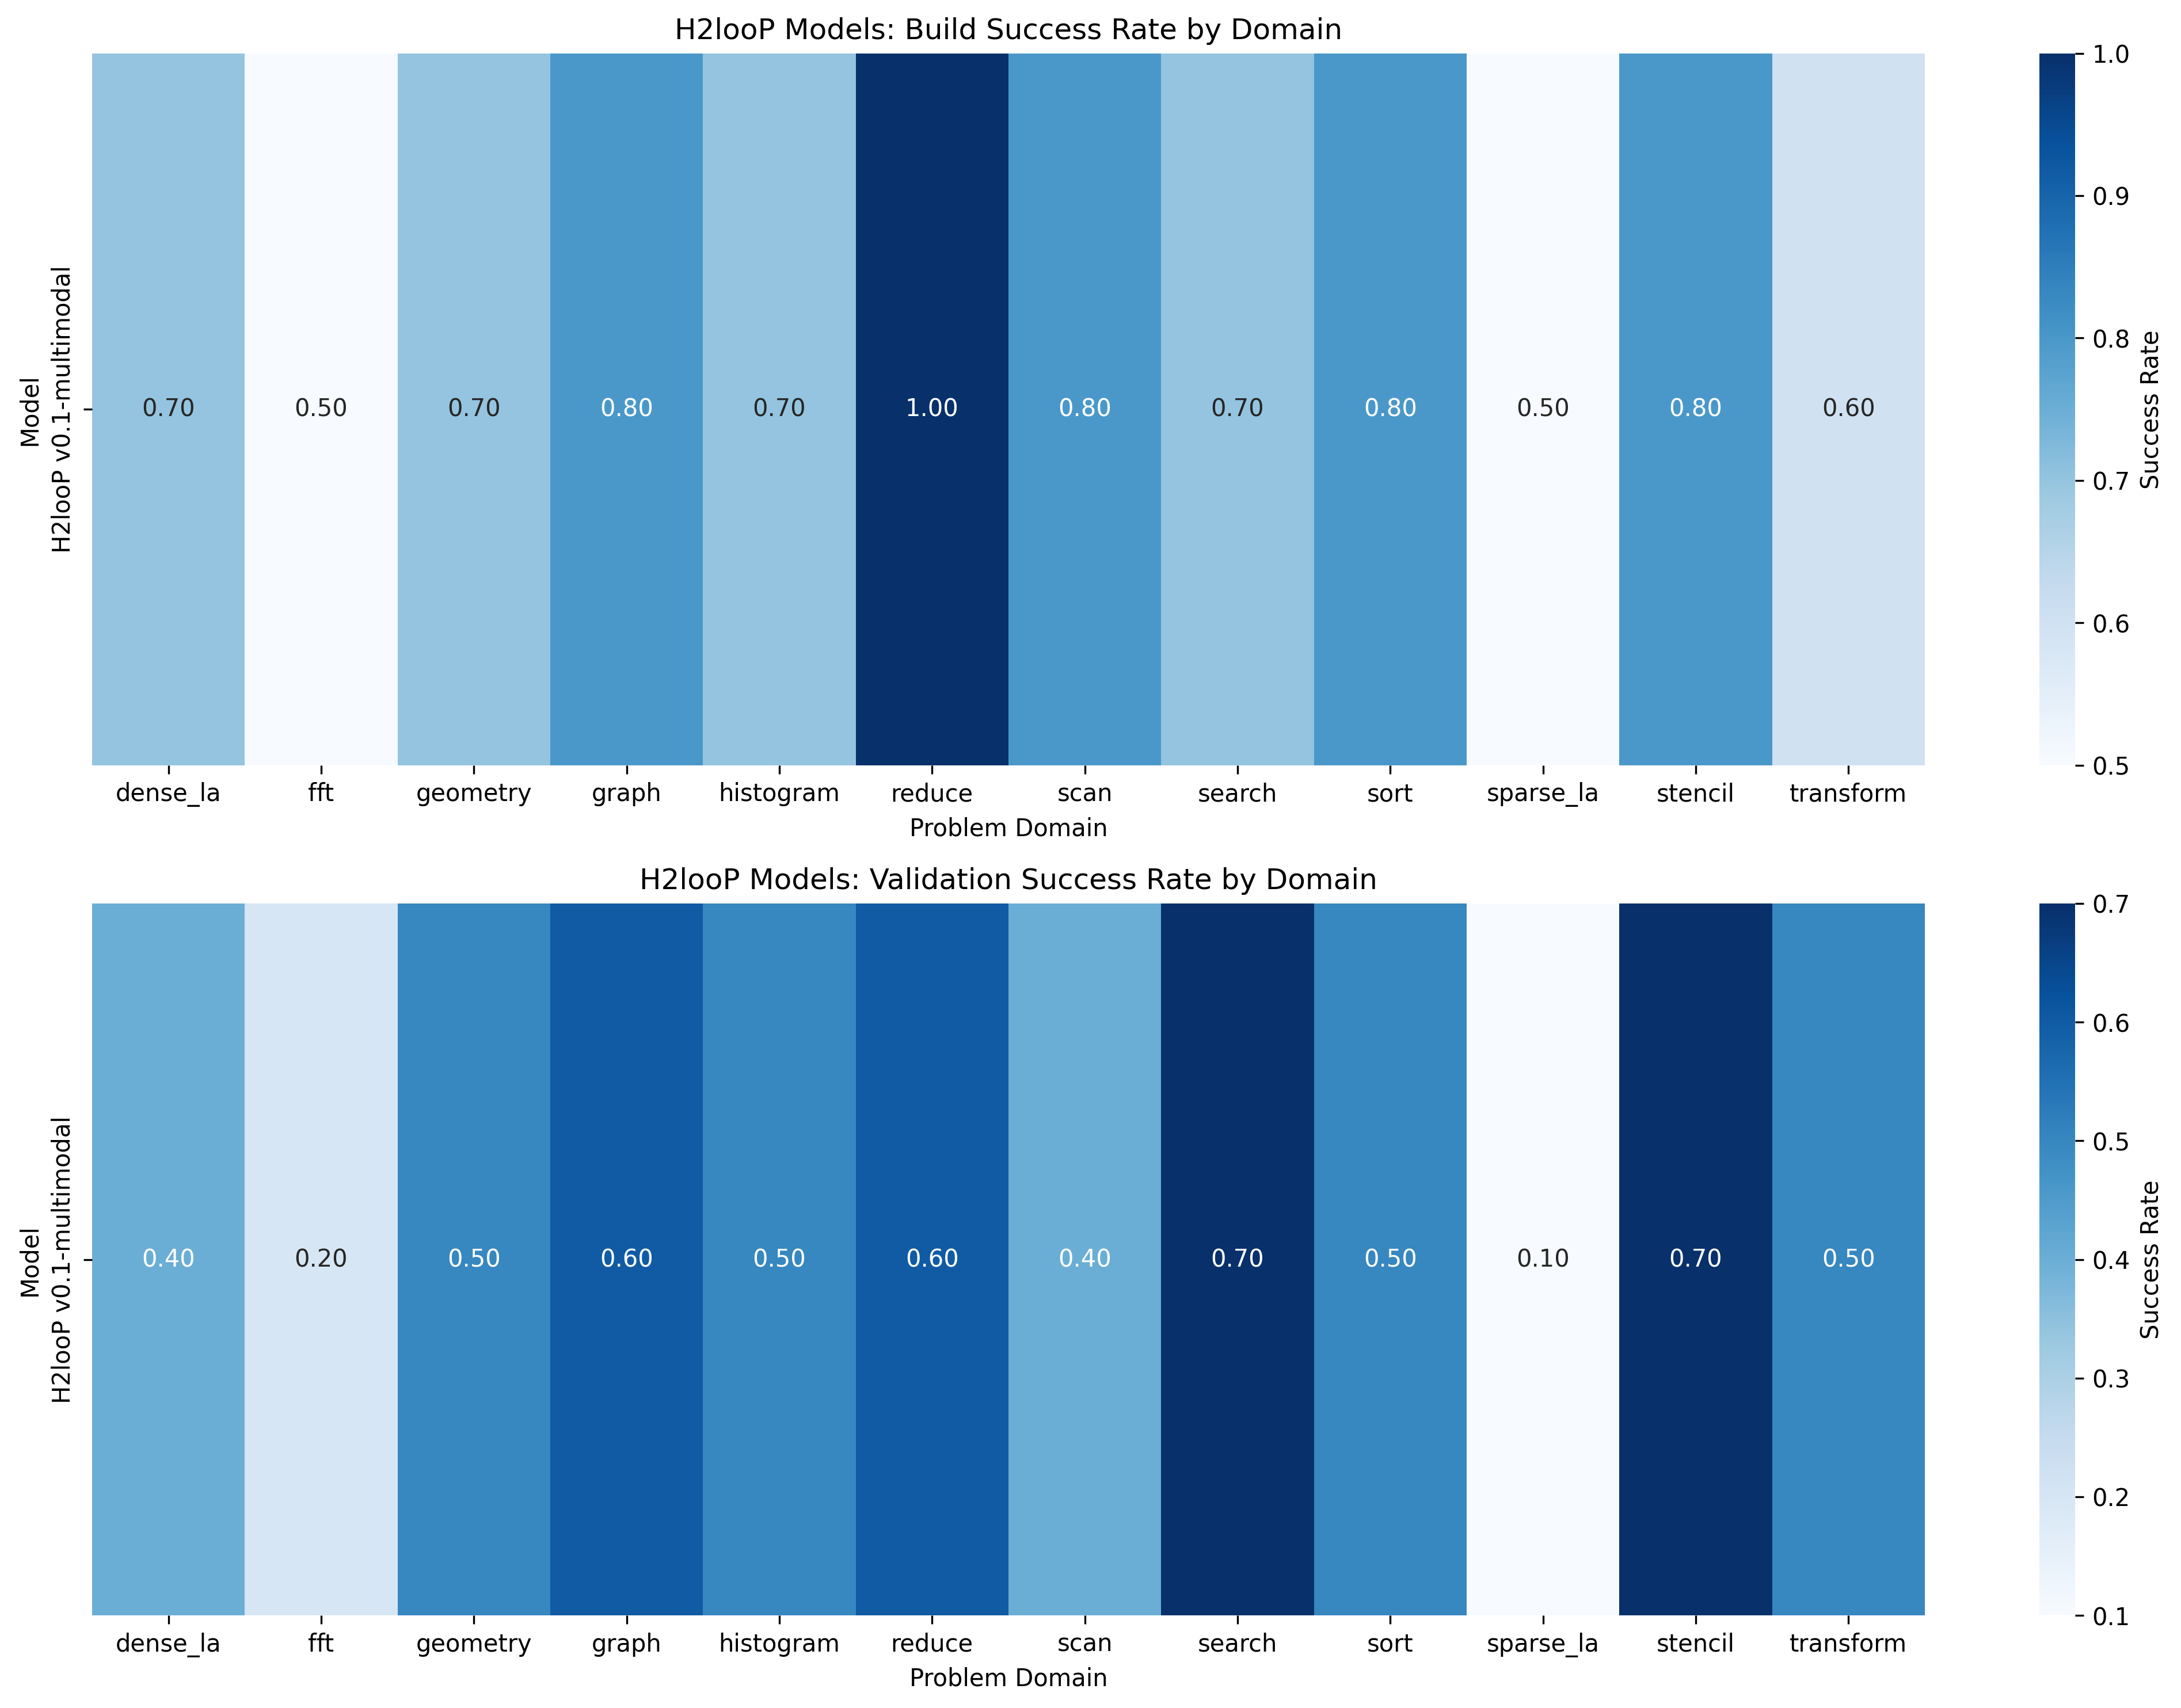 H2looP Models: Build Success Rate by Domain
Model
H2looP v0.1-multimodal
0.70 0.50 0.70 0.80 0.70 1.00 0.80 0.70 0.80 0.50 0.80 0.60
dense_la fft geometry graph histogram reduce scan search sort sparse_la stencil transform
Problem Domain
1.0
0.9
0.8
0.7
0.6
0.5
Success Rate
H2looP Models: Validation Success Rate by Domain
Model
H2looP v0.1-multimodal
0.40 0.20 0.50 0.60 0.50 0.60 0.40 0.70 0.50 0.10 0.70 0.50
dense_la fft geometry graph histogram reduce scan search sort sparse_la stencil transform
Problem Domain
0.7
0.6
0.5
0.4
0.3
0.2
0.1
Success Rate